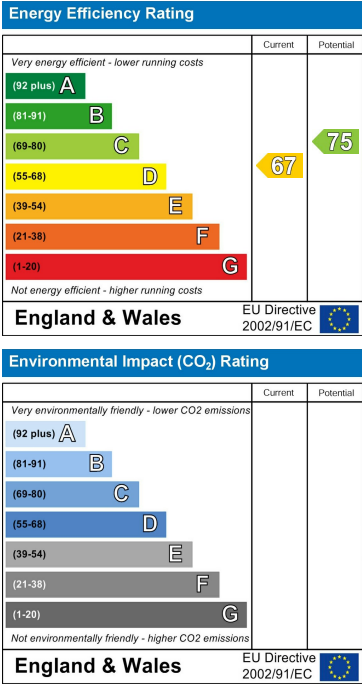 Energy Efficiency Rating
Current Potential
Very energy efficient - lower running costs
(92 plus) A
(81-91) B
(69-80) C
75
67
(55-68) D
(39-54) E
(21-38) F
(1-20) G
Not energy efficient - higher running costs
England & Wales
EU Directive
2002/91/EC
Environmental Impact (CO₂) Rating
Current Potential
Very environmentally friendly - lower CO2 emissions
(92 plus) A
(81-91) B
(69-80) C
(55-68) D
(39-54) E
(21-38) F
(1-20) G
Not environmentally friendly - higher CO2 emissions
England & Wales
EU Directive
2002/91/EC